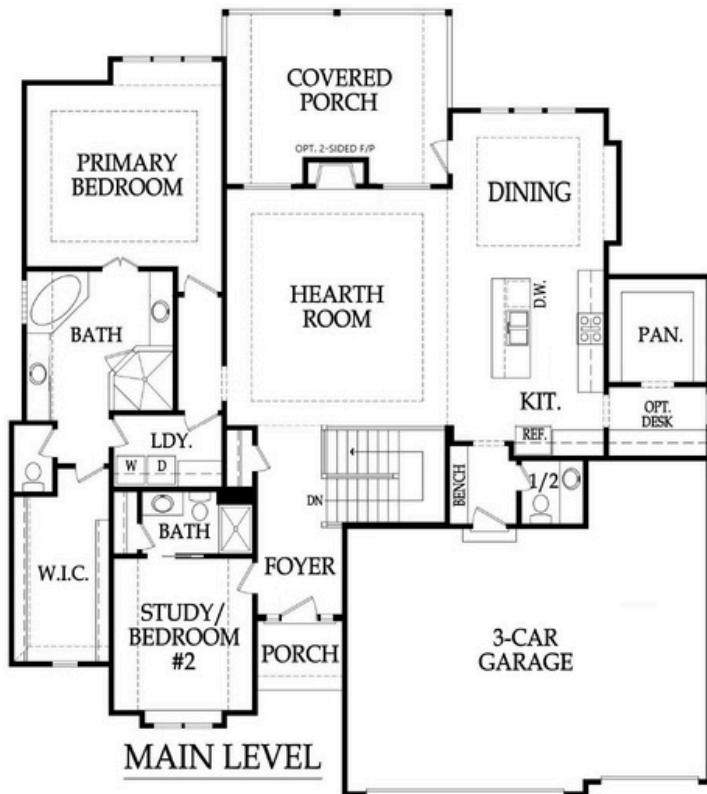 COVERED
PORCH
OPT. 2-SIDED F/P
PRIMARY
BEDROOM
DINING
HEARTH
ROOM
D.W.
BATH
PAN.
KIT.
OPT.
DESK
REF.
LDY.
W D
BENCH
1/2
DN
BATH
FOYER
W.I.C.
STUDY/
BEDROOM
#2
PORCH
3-CAR
GARAGE
MAIN LEVEL